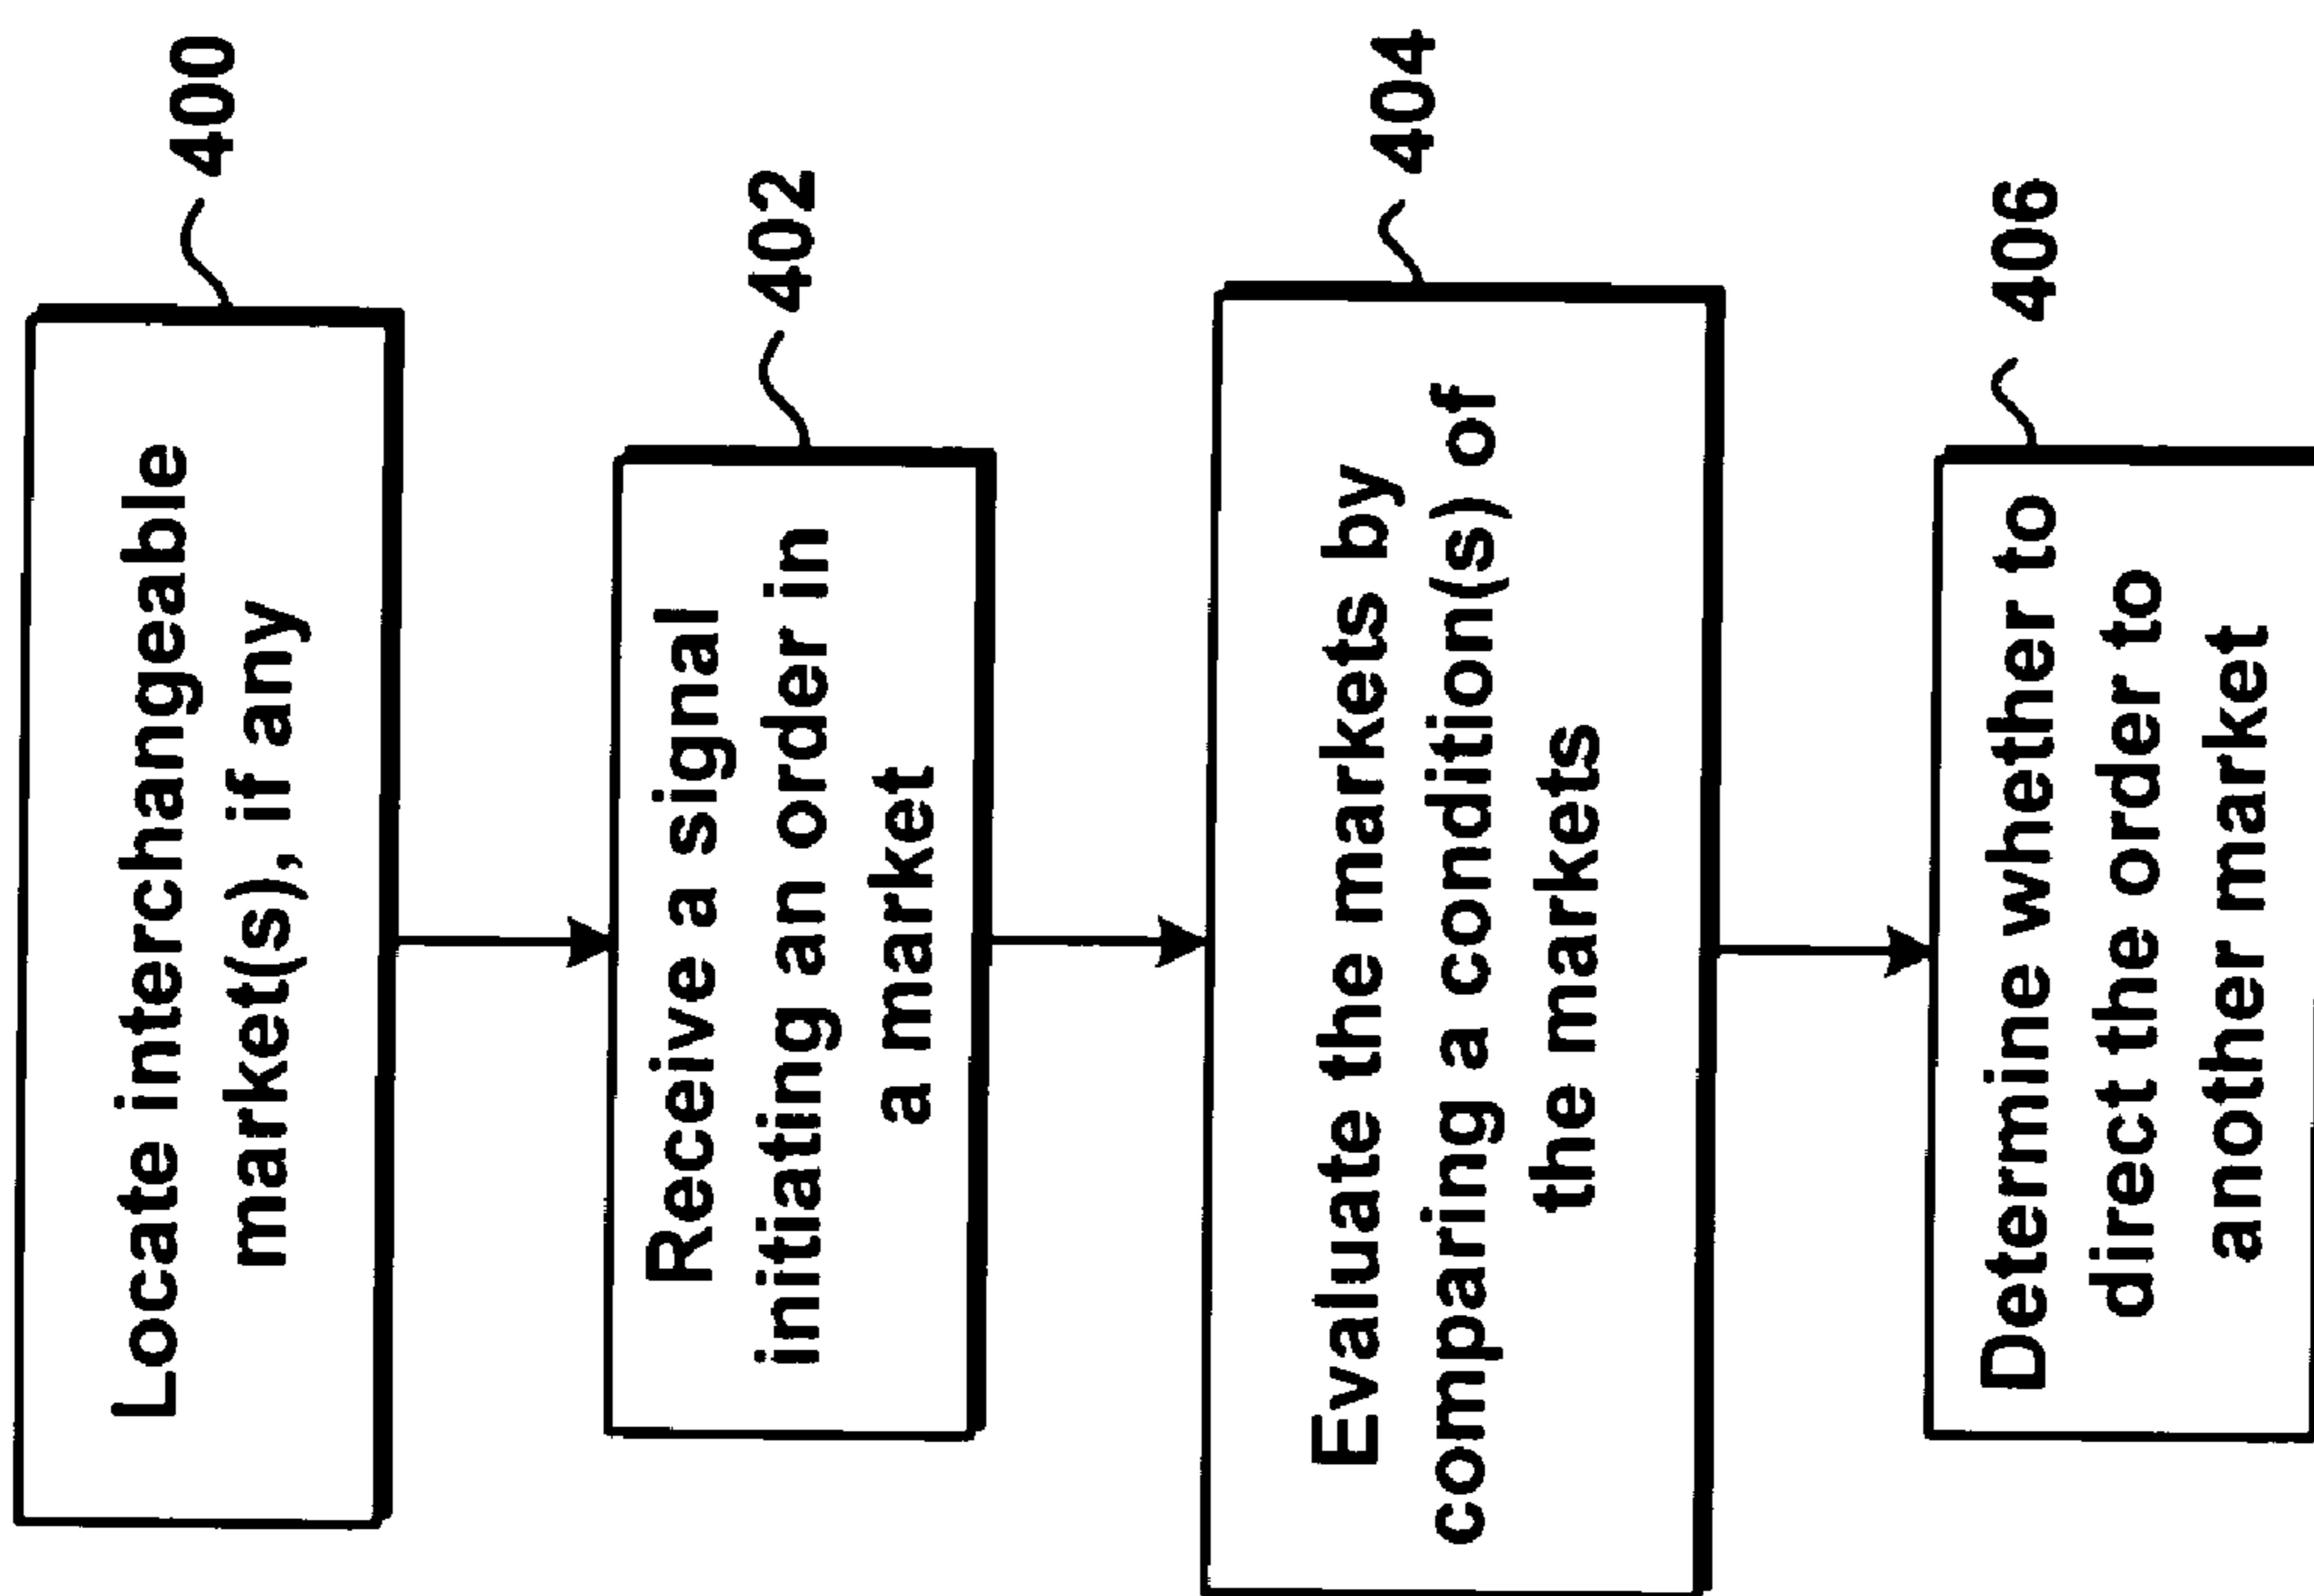 Locate interchangeable
market(s), if any
400
Receive a signal
initiating an order in
a market
402
Evaluate the markets by
comparing a condition(s) of
the markets
404
Determine whether to
direct the order to
another market
406